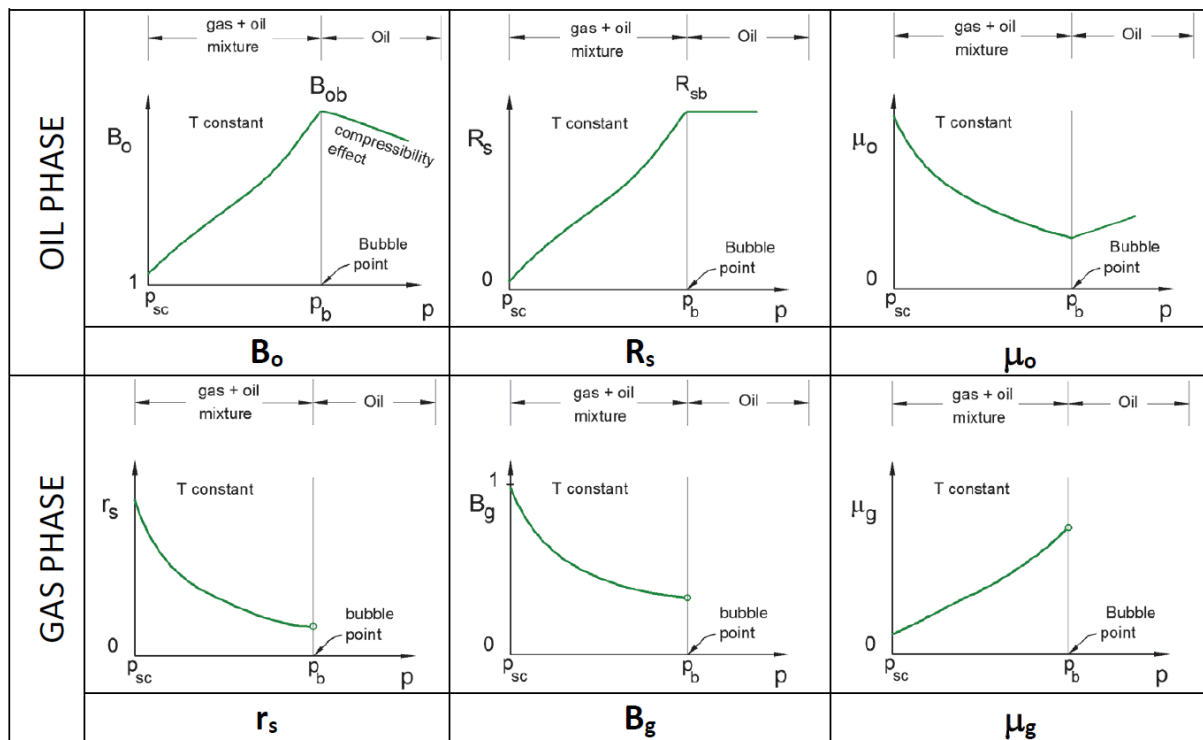 OIL PHASE
gas + oil
mixture
Oil
B_ob
B_o
T constant
compressibility
effect
Bubble
point
1
p_sc
p_b
p
B_o
gas + oil
mixture
Oil
R_sb
R_s
T constant
Bubble
point
0
p_sc
p_b
p
R_s
gas + oil
mixture
Oil
μ_o
T constant
Bubble
point
0
p_sc
p_b
p
μ_o
GAS PHASE
gas + oil
mixture
Oil
T constant
r_s
bubble
point
0
p_sc
p_b
p
r_s
gas + oil
mixture
Oil
1
T constant
B_g
bubble
point
0
p_sc
p_b
p
B_g
gas + oil
mixture
Oil
T constant
μ_g
Bubble
point
0
p_sc
p_b
p
μ_g